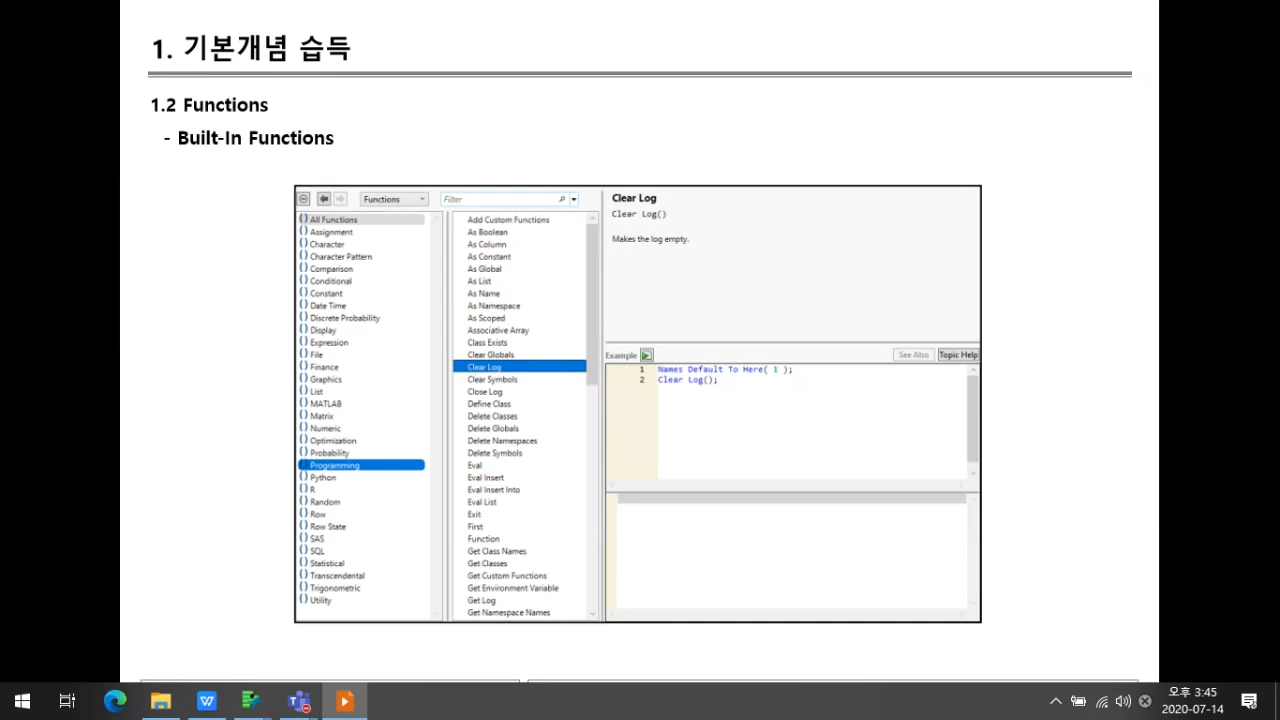 1. 기본개념 습득
1.2 Functions
- Built-In Functions
Functions
Filter
All Functions
Assignment
Character
Character Pattern
Comparison
Conditional
Constant
Date Time
Discrete Probability
Display
Expression
File
Finance
Graphics
List
MATLAB
Matrix
Numeric
Optimization
Probability
Programming
Python
R
Random
Row
Row State
SAS
SQL
Statistical
Transcendental
Trigonometric
Utility
Add Custom Functions
As Boolean
As Column
As Constant
As Global
As List
As Name
As Namespace
As Scoped
Associative Array
Class Exists
Clear Globals
Clear Log
Clear Symbols
Close Log
Define Class
Delete Classes
Delete Globals
Delete Namespaces
Delete Symbols
Eval
Eval Insert
Eval Insert Into
Eval List
Exit
First
Function
Get Class Names
Get Classes
Get Custom Functions
Get Environment Variable
Get Log
Get Namespace Names
Clear Log
Clear Log()
Makes the log empty.
Example
See Also
Topic Help
1 Names Default To Here( 1 );
2 Clear Log();
오후 3:45
2020-07-14